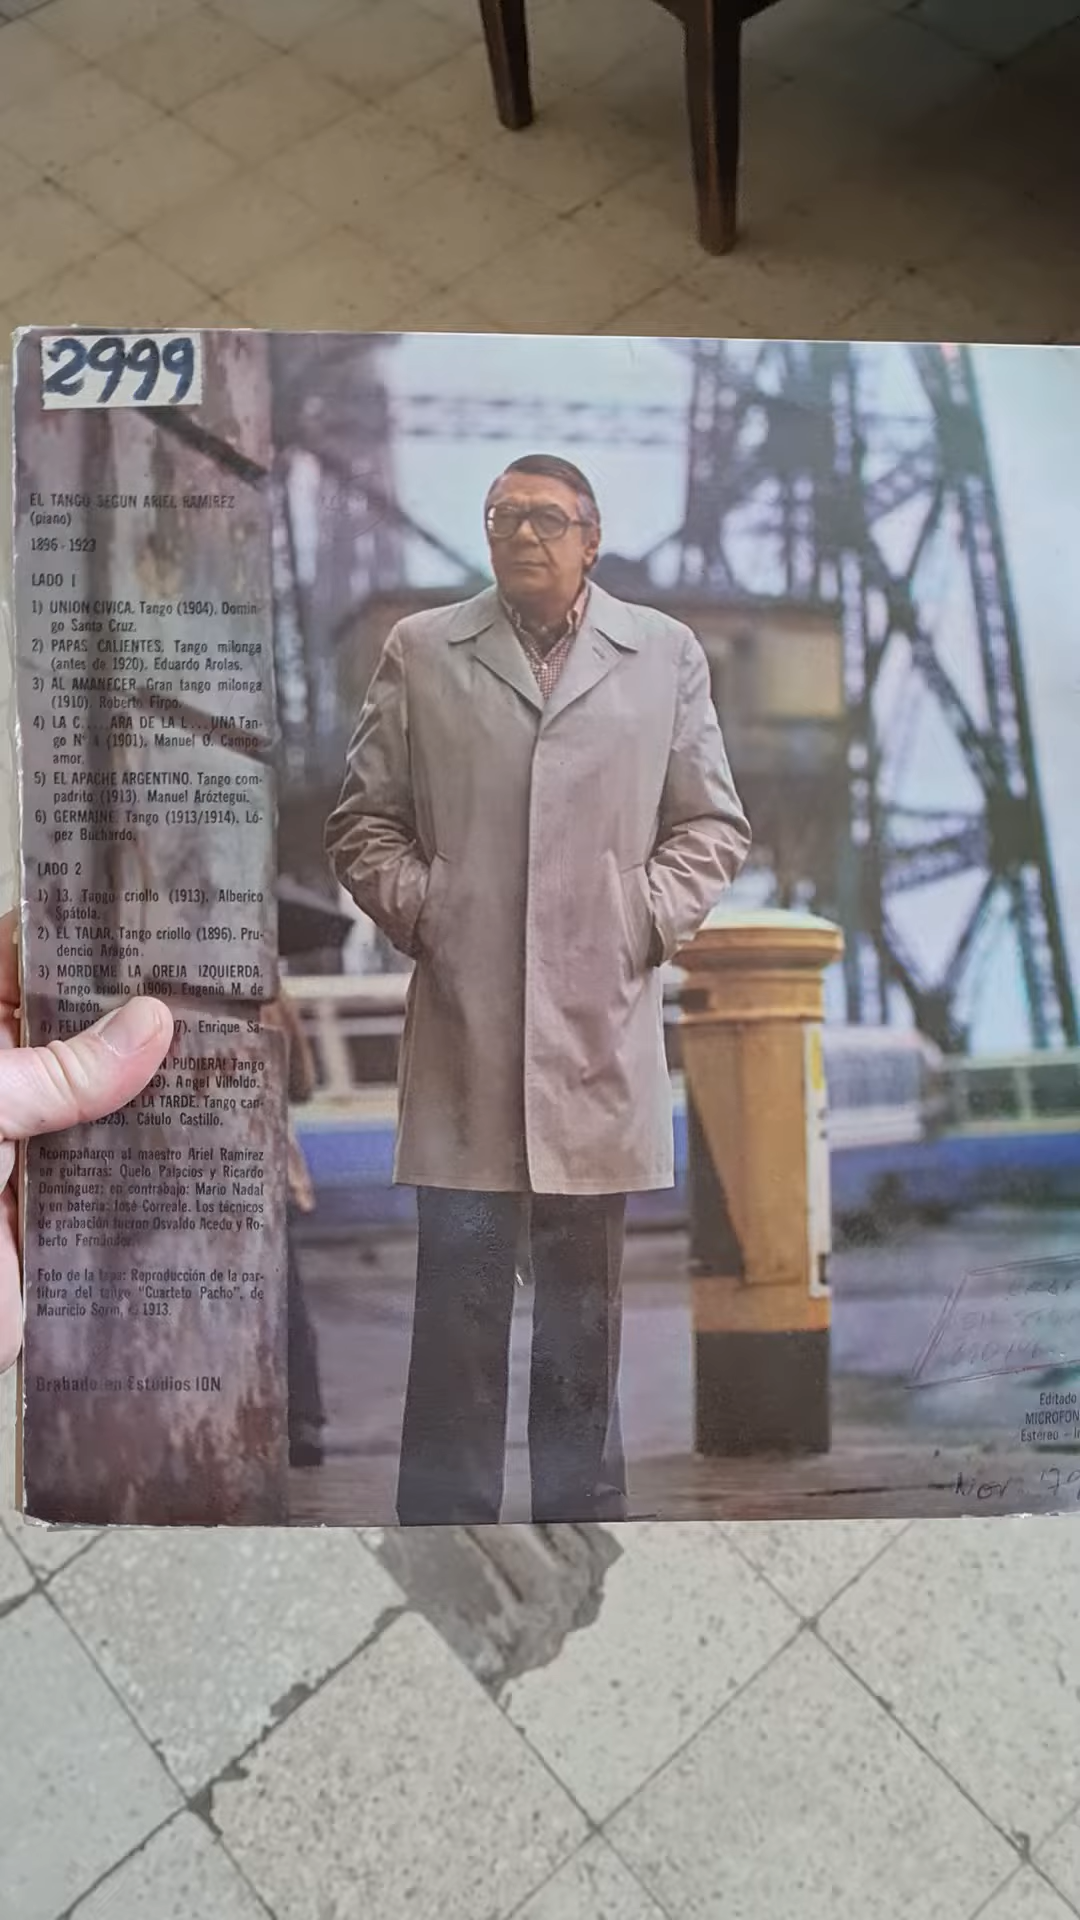 2999
EL TANGO SEGUN ARIEL RAMIREZ
(piano)
1896 - 1923
LADO 1
1) UNION CIVICA. Tango (1904). Domin-
go Santa Cruz.
2) PAPAS CALIENTES. Tango milonga
(antes de 1920). Eduardo Arolas.
3) AL AMANECER. Gran tango milonga
(1910). Roberto Firpo.
4) LA C....ARA DE LA L...UNA Tan-
go Nº 4 (1901). Manuel O. Campo-
amor.
5) EL APACHE ARGENTINO. Tango com-
padrito (1913). Manuel Aróztegui.
6) GERMAINE. Tango (1913/1914). Ló-
pez Buchardo.
LADO 2
1) 13. Tango criollo (1913). Alberico
Spátola.
2) EL TALAR. Tango criollo (1896). Pru-
dencio Aragón.
3) MORDEME LA OREJA IZQUIERDA.
Tango criollo (1906). Eugenio M. de
Alarcón.
4) 7). Enrique Sa-
PUDIERA! Tango
13). Angel Villoldo.
LA TARDE. Tango can-
1923). Cátulo Castillo.
Acompañaron al maestro Ariel Ramírez
en guitarras: Quelo Palacios y Ricardo
Domínguez; en contrabajo: Mario Nadal
y en batería: José Correale. Los técnicos
de grabación fueron Osvaldo Acedo y Ro-
berto Fernández.
Foto de la tapa: Reproducción de la par-
titura del tango "Cuarteto Pacho", de
Mauricio 1913.
Grabado en Estudios ION
Editado
MICROFON
Estéreo
Nov. '79